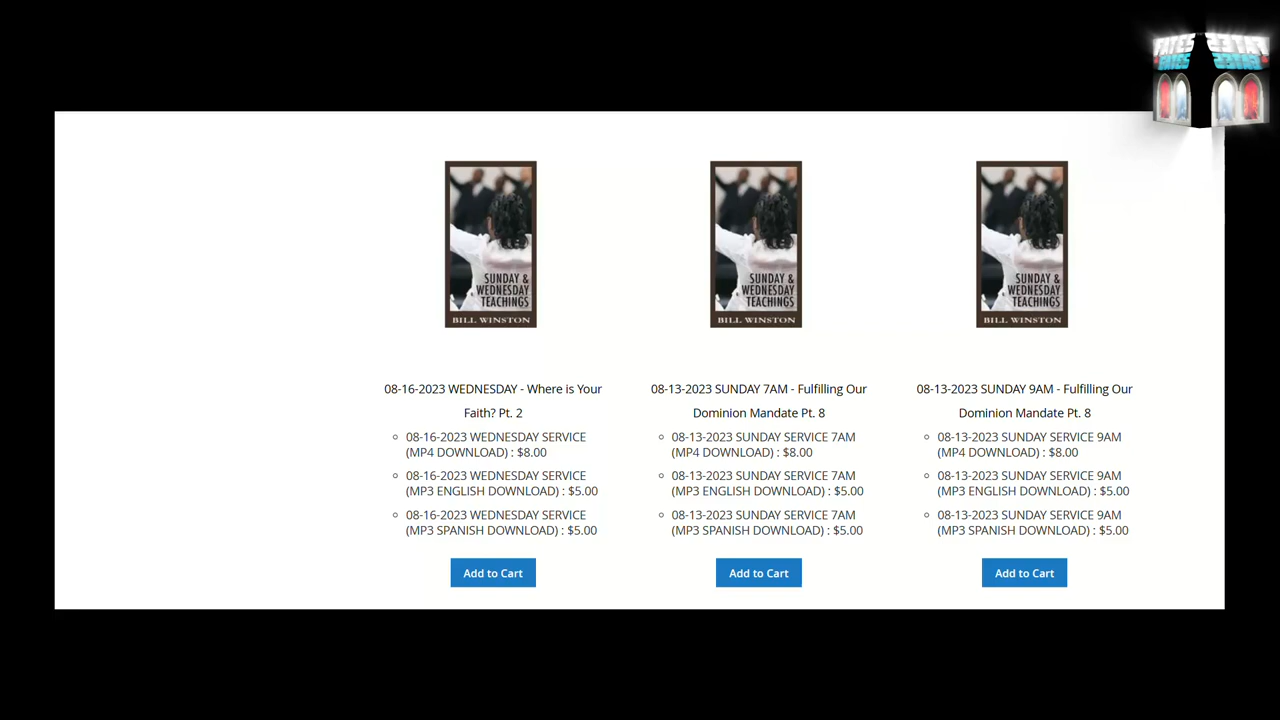 SUNDAY &
WEDNESDAY
TEACHINGS
BILL WINSTON
08-16-2023 WEDNESDAY - Where is Your
Faith? Pt. 2
◦ 08-16-2023 WEDNESDAY SERVICE
(MP4 DOWNLOAD) : $8.00
◦ 08-16-2023 WEDNESDAY SERVICE
(MP3 ENGLISH DOWNLOAD) : $5.00
◦ 08-16-2023 WEDNESDAY SERVICE
(MP3 SPANISH DOWNLOAD) : $5.00
Add to Cart
SUNDAY &
WEDNESDAY
TEACHINGS
BILL WINSTON
08-13-2023 SUNDAY 7AM - Fulfilling Our
Dominion Mandate Pt. 8
◦ 08-13-2023 SUNDAY SERVICE 7AM
(MP4 DOWNLOAD) : $8.00
◦ 08-13-2023 SUNDAY SERVICE 7AM
(MP3 ENGLISH DOWNLOAD) : $5.00
◦ 08-13-2023 SUNDAY SERVICE 7AM
(MP3 SPANISH DOWNLOAD) : $5.00
Add to Cart
SUNDAY &
WEDNESDAY
TEACHINGS
BILL WINSTON
08-13-2023 SUNDAY 9AM - Fulfilling Our
Dominion Mandate Pt. 8
◦ 08-13-2023 SUNDAY SERVICE 9AM
(MP4 DOWNLOAD) : $8.00
◦ 08-13-2023 SUNDAY SERVICE 9AM
(MP3 ENGLISH DOWNLOAD) : $5.00
◦ 08-13-2023 SUNDAY SERVICE 9AM
(MP3 SPANISH DOWNLOAD) : $5.00
Add to Cart